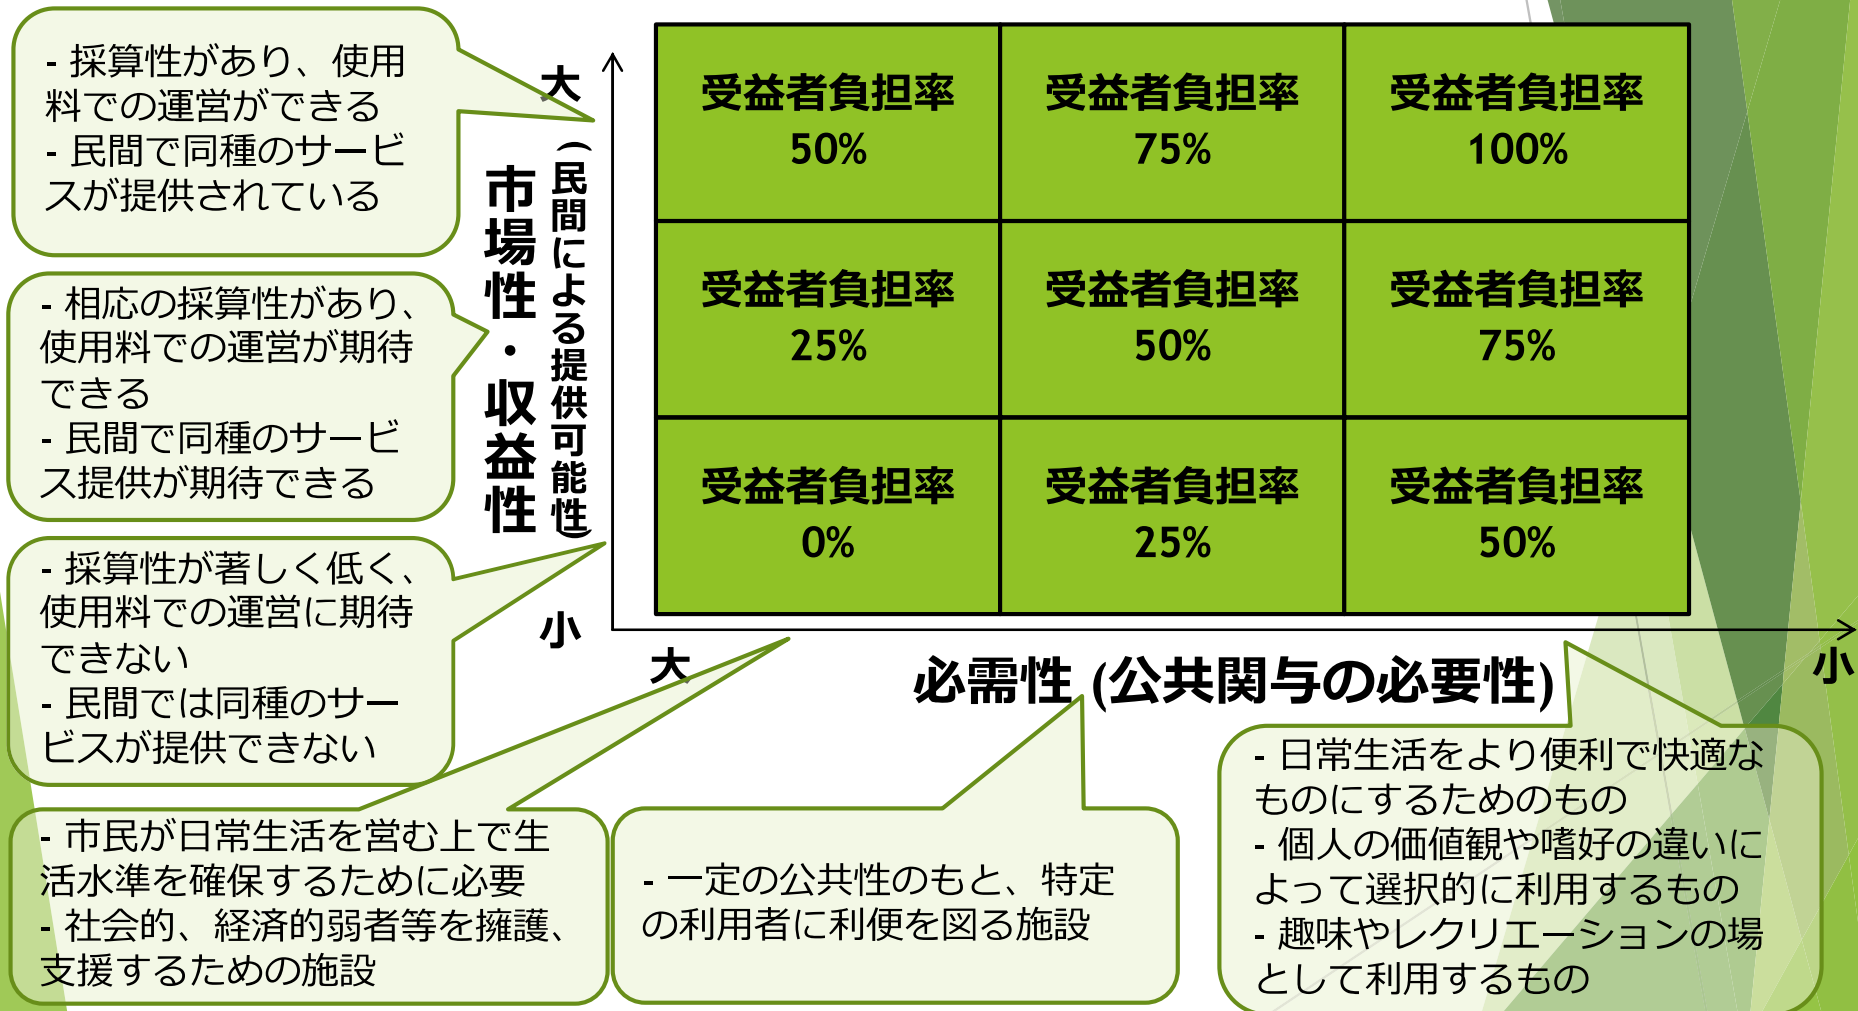 - 採算性があり、使用
料での運営ができる
- 民間で同種のサービ
スが提供されている
- 相応の採算性があり、
使用料での運営が期待
できる
- 民間で同種のサービ
ス提供が期待できる
- 採算性が著しく低く、
使用料での運営に期待
できない
- 民間では同種のサー
ビスが提供できない
大
市場性・収益性
(民間による提供可能性)
小
受益者負担率
50%
受益者負担率
75%
受益者負担率
100%
受益者負担率
25%
受益者負担率
50%
受益者負担率
75%
受益者負担率
0%
受益者負担率
25%
受益者負担率
50%
大
必需性 (公共関与の必要性)
小
- 市民が日常生活を営む上で生
活水準を確保するために必要
- 社会的、経済的弱者等を擁護、
支援するための施設
- 一定の公共性のもと、特定
の利用者に利便を図る施設
- 日常生活をより便利で快適な
ものにするためのもの
- 個人の価値観や嗜好の違いに
よって選択的に利用するもの
- 趣味やレクリエーションの場
として利用するもの